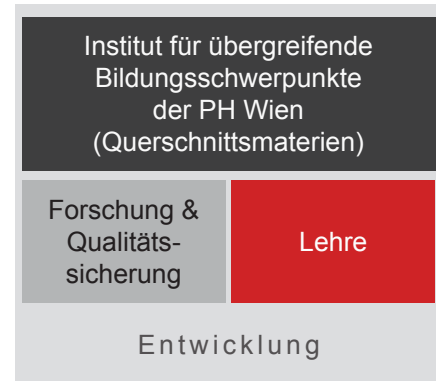 Institut für übergreifende
Bildungsschwerpunkte
der PH Wien
(Querschnittsmaterien)
Forschung &
Qualitäts-
sicherung
Lehre
Entwicklung